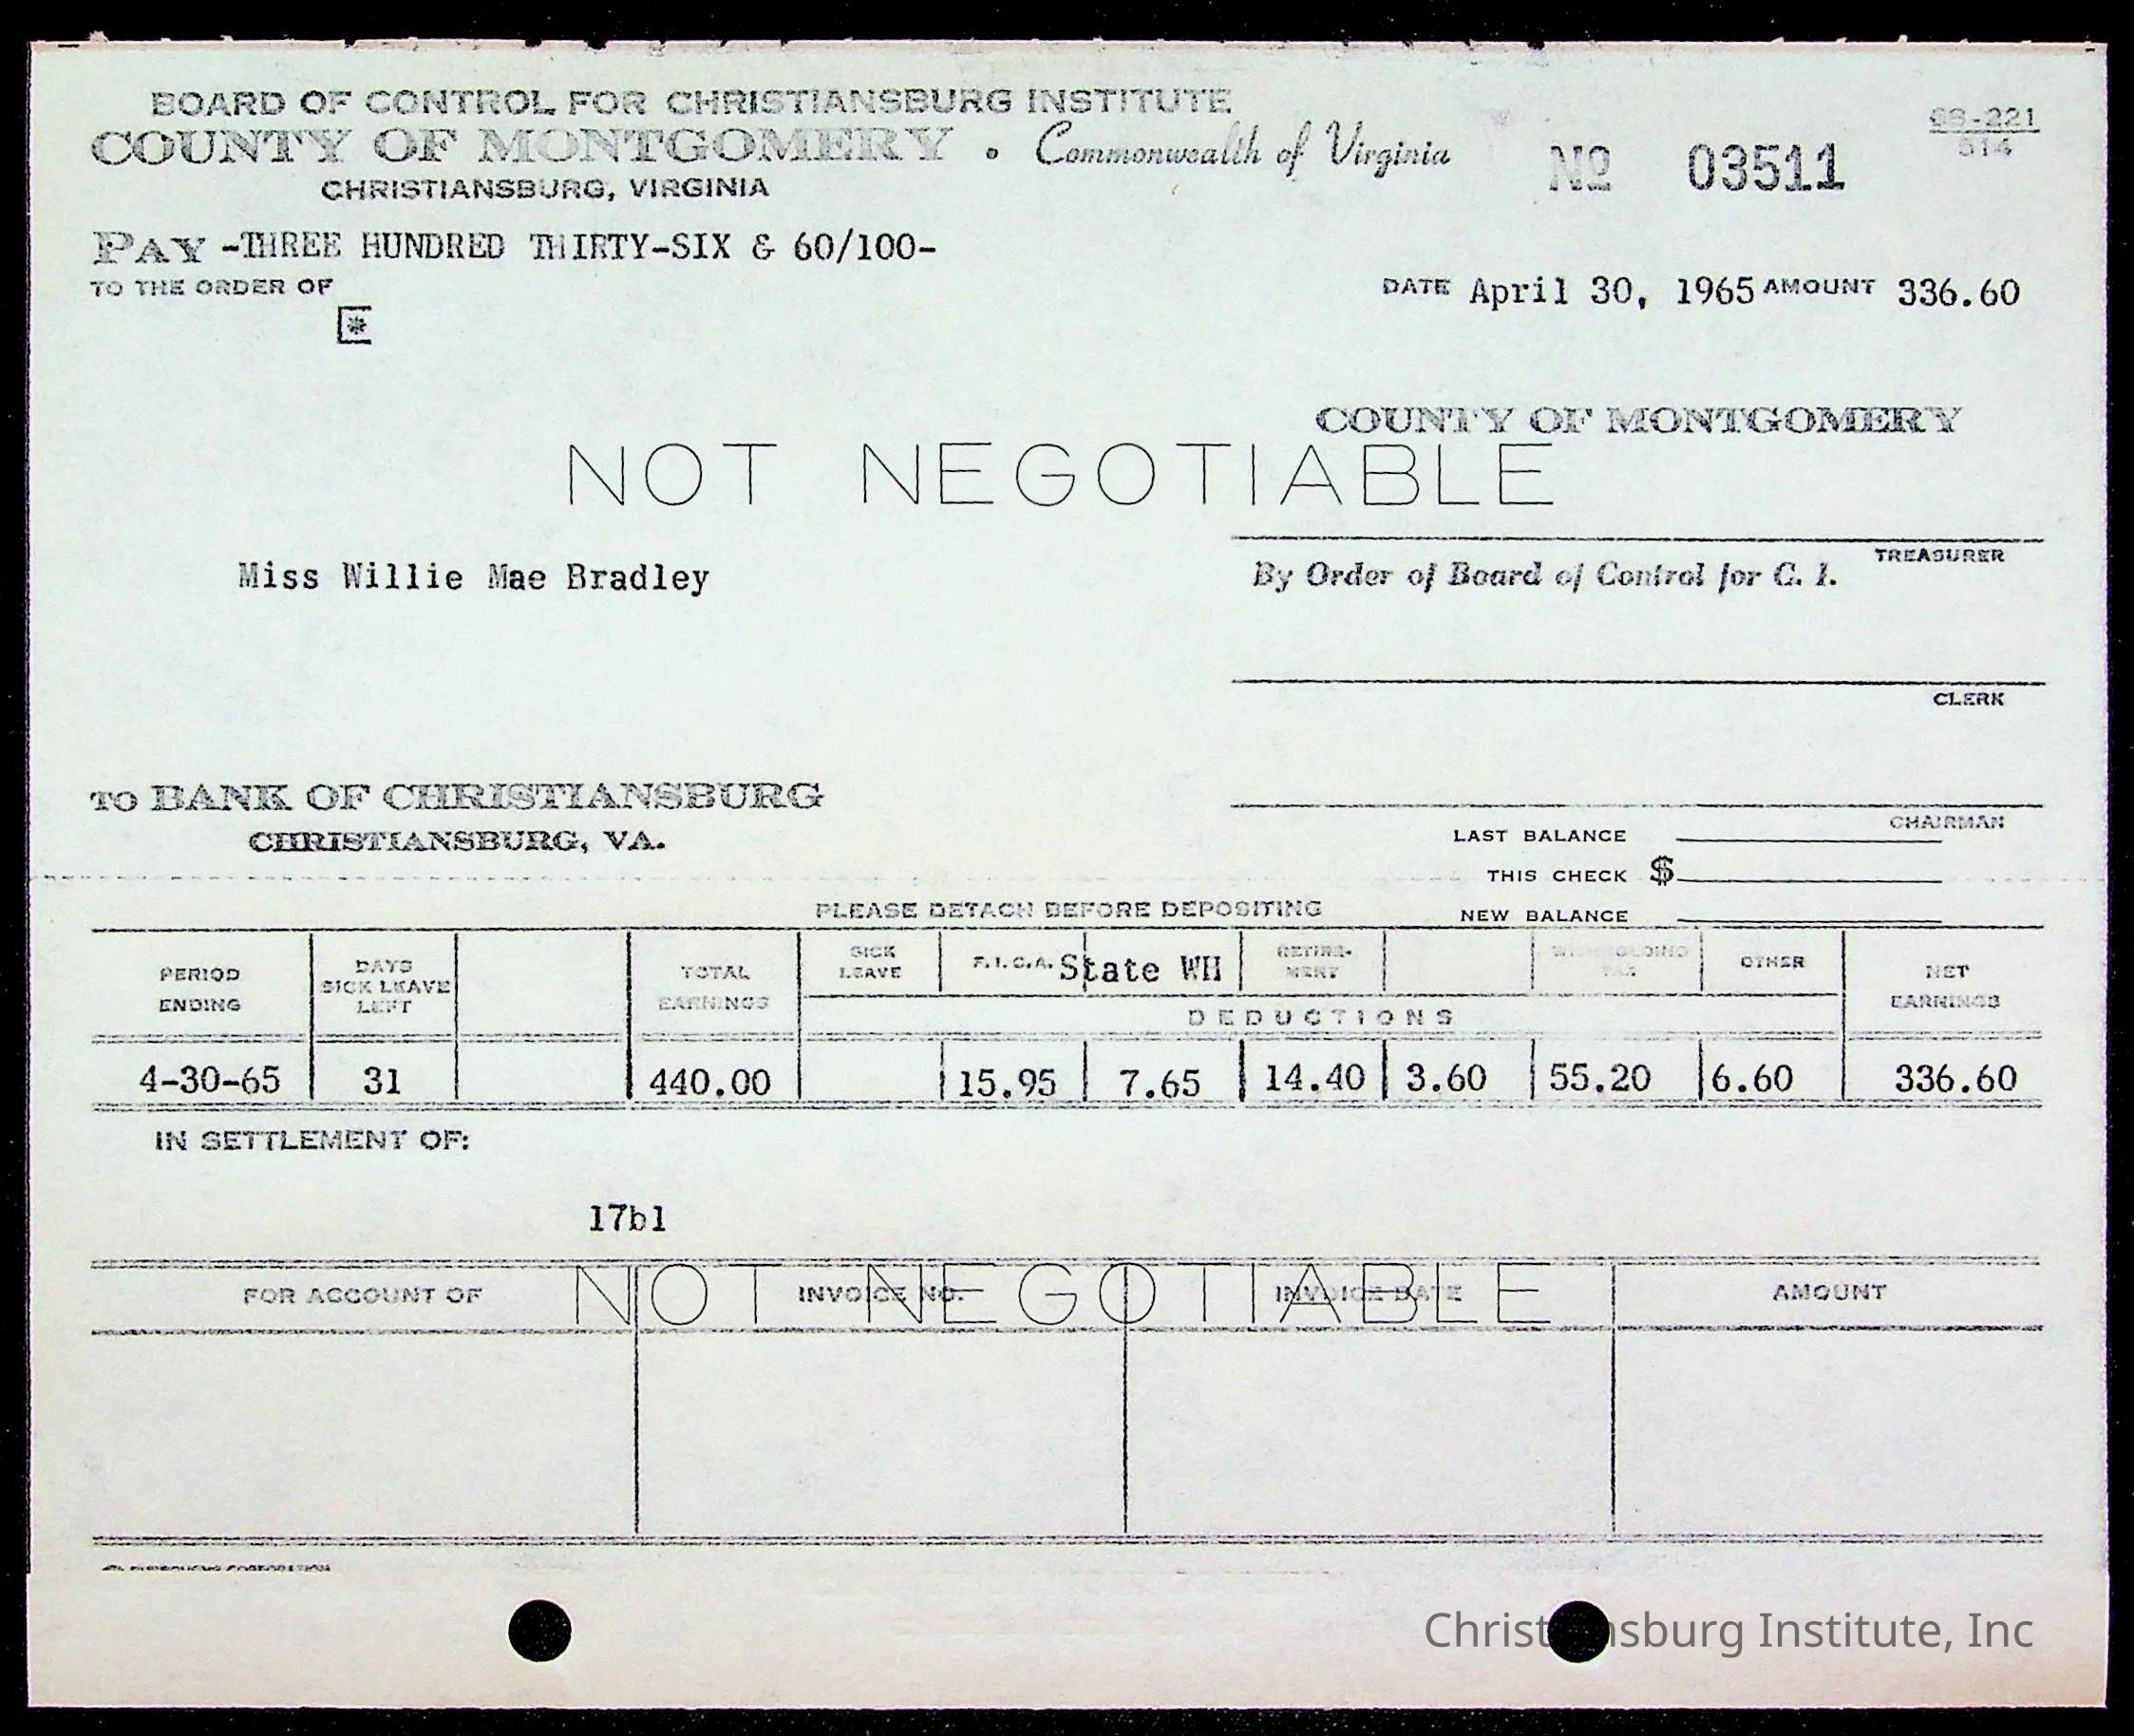 BOARD OF CONTROL FOR CHRISTIANSBURG INSTITUTE
COUNTY OF MONTGOMERY • Commonwealth of Virginia
CHRISTIANSBURG, VIRGINIA
No 03511
68-221
514
PAY -THREE HUNDRED THIRTY-SIX & 60/100-
TO THE ORDER OF
DATE April 30, 1965 AMOUNT 336.60
*
COUNTY OF MONTGOMERY
NOT NEGOTIABLE
TREASURER
Miss Willie Mae Bradley
By Order of Board of Control for C. I.
CLERK
TO BANK OF CHRISTIANSBURG
CHRISTIANSBURG, VA.
CHAIRMAN
LAST BALANCE
THIS CHECK $
NEW BALANCE
PLEASE DETACH BEFORE DEPOSITING
PERIOD ENDING
DAYS SICK LEAVE LEFT
TOTAL EARNINGS
SICK LEAVE
F.I.C.A.
State WH
RETIRE-MENT
WITHHOLDING TAX
OTHER
NET EARNINGS
DEDUCTIONS
4-30-65 31 440.00 15.95 7.65 14.40 3.60 55.20 6.60 336.60
IN SETTLEMENT OF:
17b1
NOT NEGOTIABLE
FOR ACCOUNT OF INVOICE NO. INVOICE DATE AMOUNT
BURROUGHS CORPORATION
Christiansburg Institute, Inc